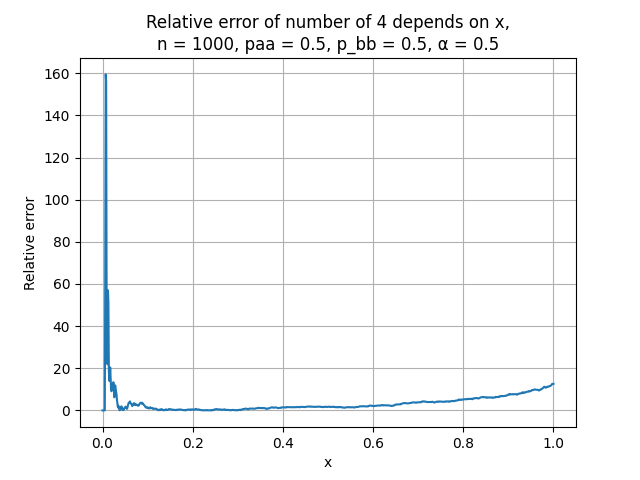 Relative error of number of 4 depends on x,
n = 1000, paa = 0.5, p_bb = 0.5, α = 0.5
160
140
120
100
80
60
40
20
0
Relative error
0.0 0.2 0.4 0.6 0.8 1.0
x